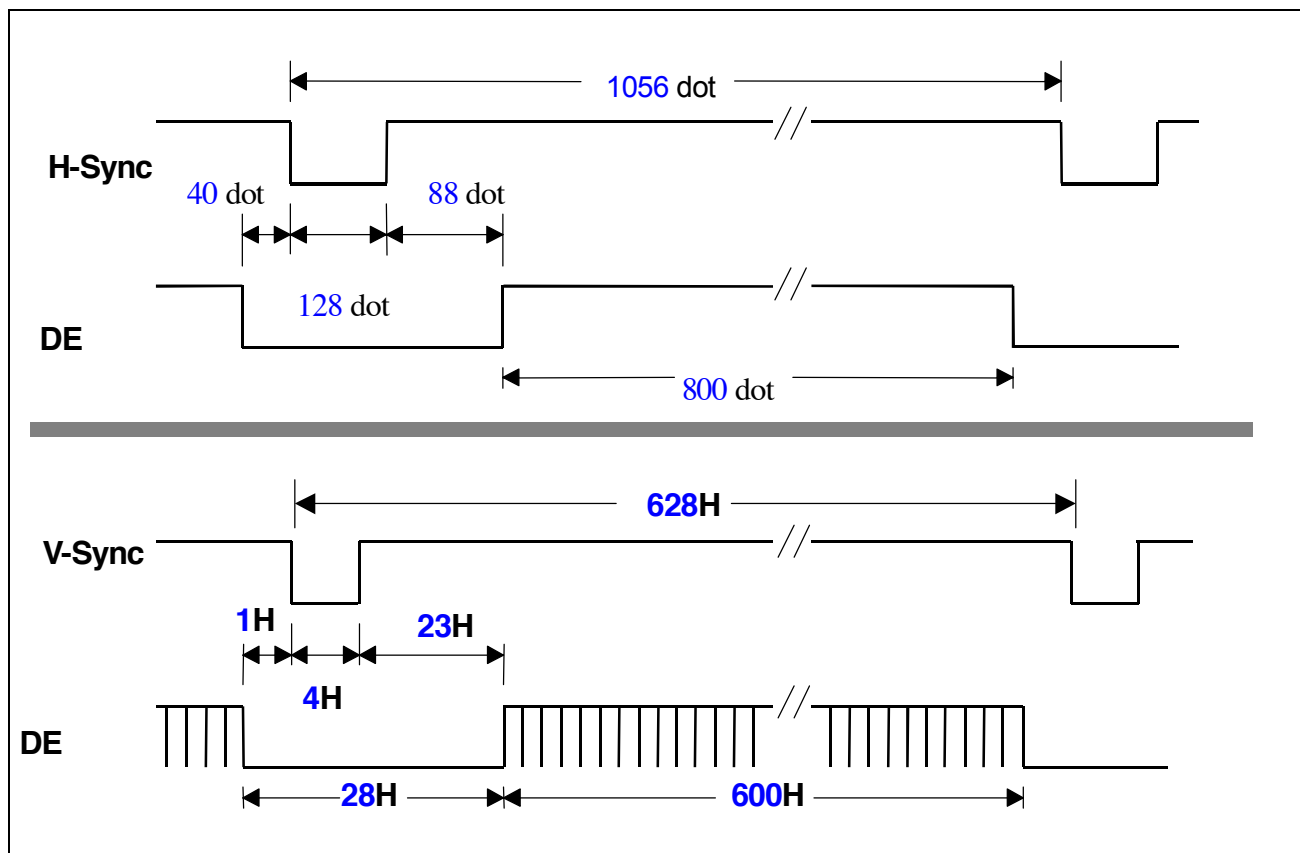 1056 dot
H-Sync
40 dot
88 dot
128 dot
DE
800 dot
628H
V-Sync
1H
23H
4H
DE
28H
600H